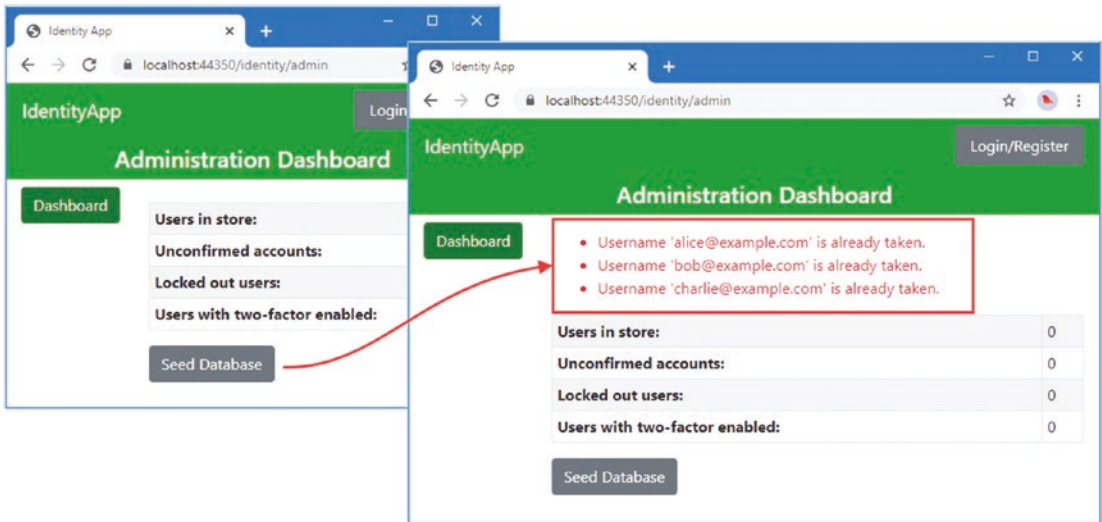 Identity App
localhost:44350/identity/admin
IdentityApp
Login
Administration Dashboard
Dashboard
Users in store:
Unconfirmed accounts:
Locked out users:
Users with two-factor enabled:
Seed Database
Identity App
localhost:44350/identity/admin
IdentityApp
Login/Register
Administration Dashboard
Dashboard
• Username 'alice@example.com' is already taken.
• Username 'bob@example.com' is already taken.
• Username 'charlie@example.com' is already taken.
Users in store: 0
Unconfirmed accounts: 0
Locked out users: 0
Users with two-factor enabled: 0
Seed Database